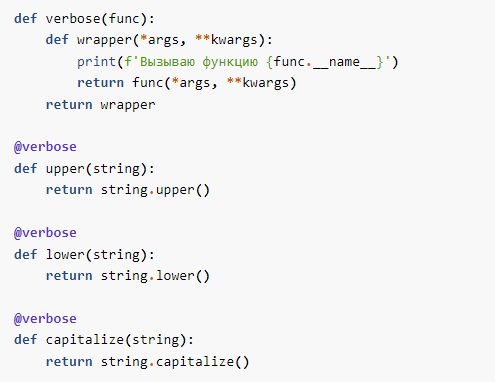 def verbose(func):
    def wrapper(*args, **kwargs):
        print(f'Вызываю функцию {func.__name__}')
        return func(*args, **kwargs)
    return wrapper

@verbose
def upper(string):
    return string.upper()

@verbose
def lower(string):
    return string.lower()

@verbose
def capitalize(string):
    return string.capitalize()